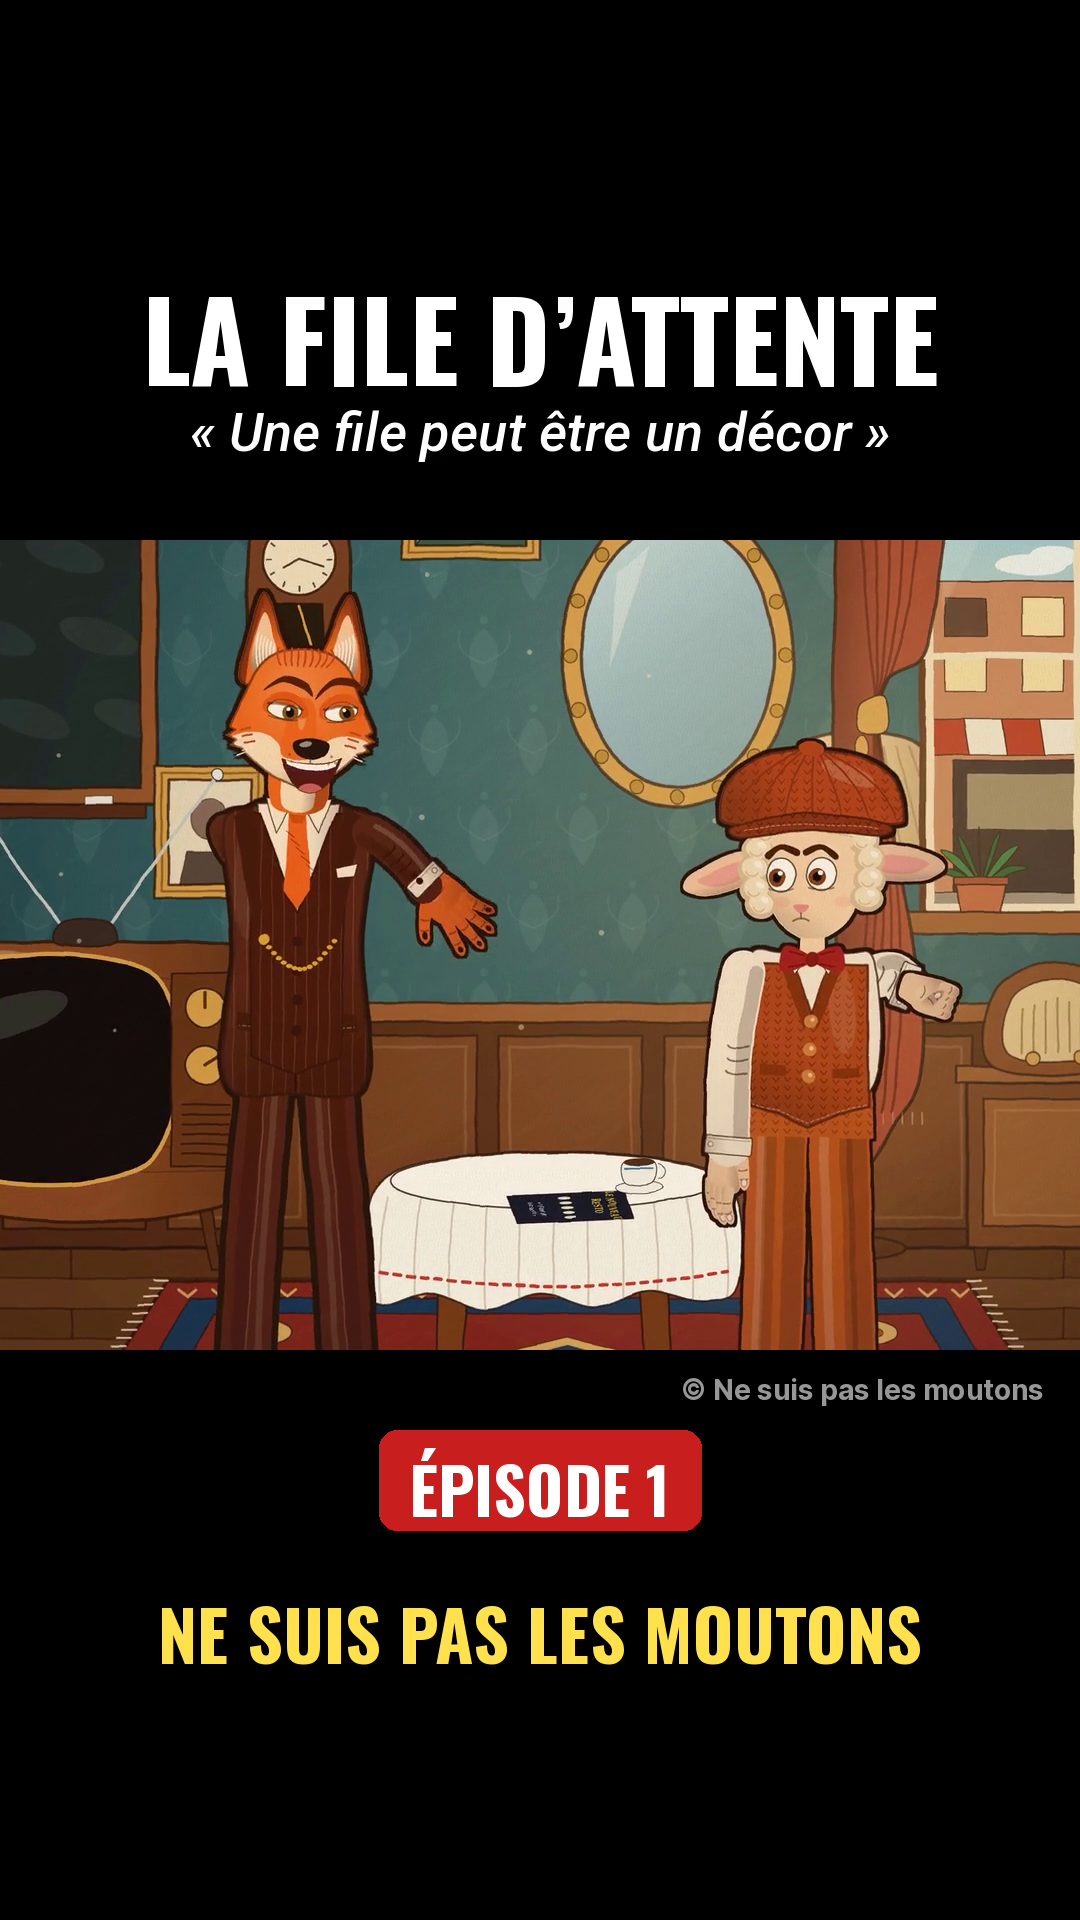 LA FILE D’ATTENTE
« Une file peut être un décor »
© Ne suis pas les moutons
ÉPISODE 1
NE SUIS PAS LES MOUTONS